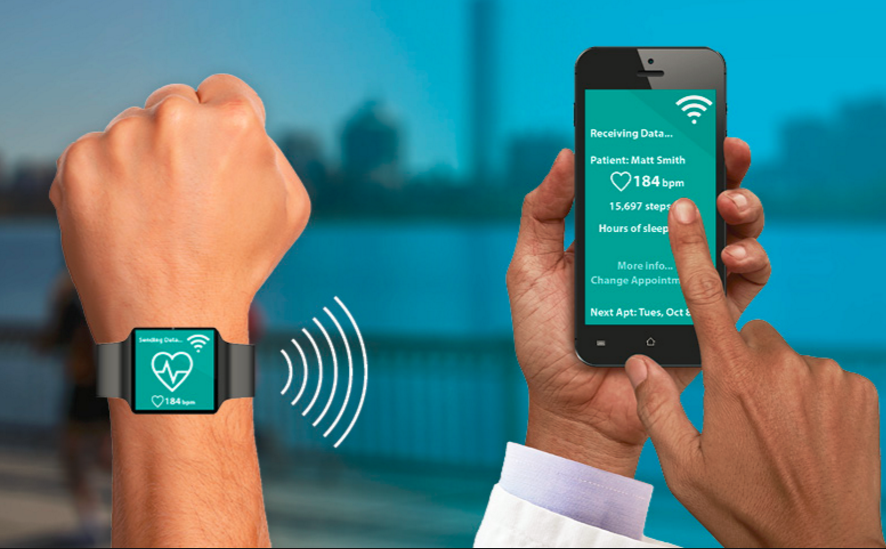 Sending Data...
184 bpm
Receiving Data...
Patient: Matt Smith
184 bpm
15,697 steps
Hours of sleep
More info...
Change Appointm
Next Apt: Tues, Oct 8